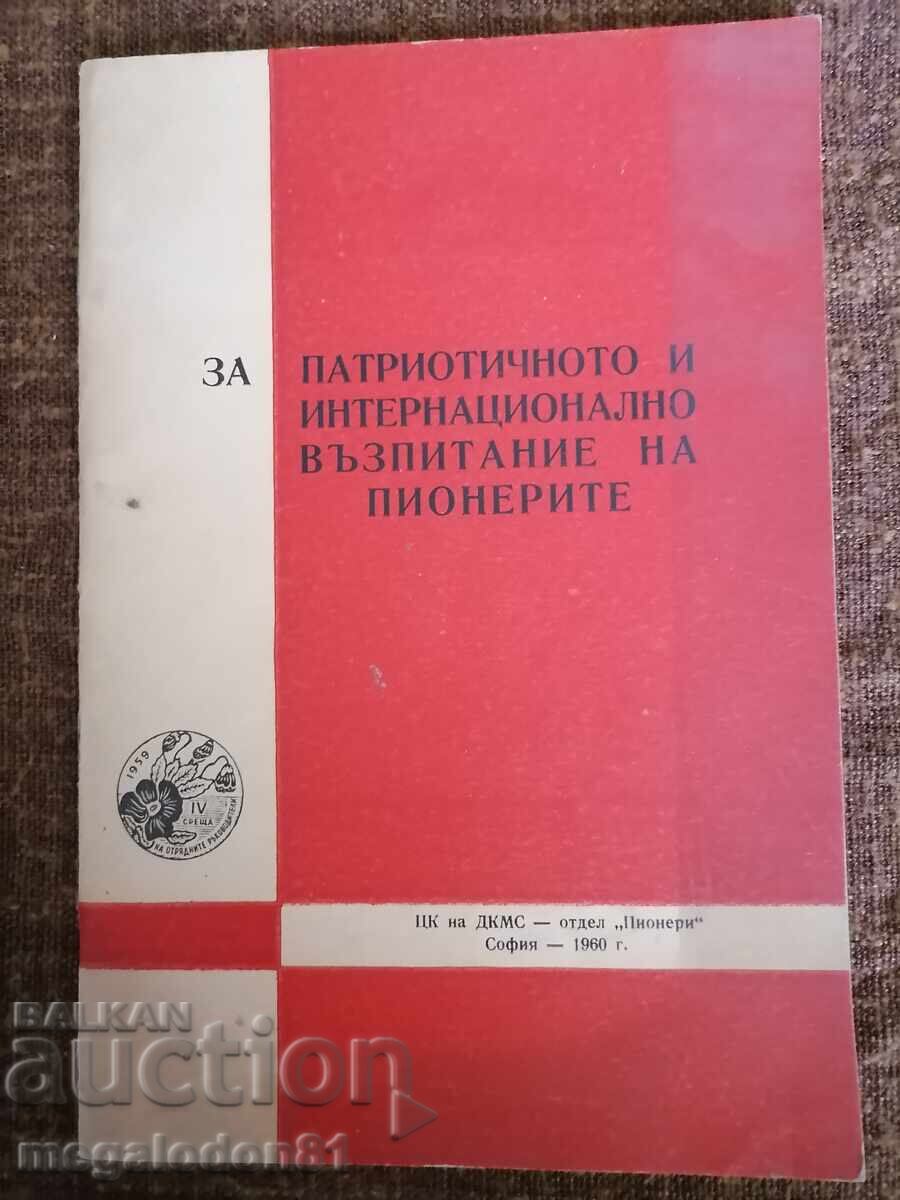 ЗА ПАТРИОТИЧНОТО И
ИНТЕРНАЦИОНАЛНО
ВЪЗПИТАНИЕ НА
ПИОНЕРИТЕ
1959
IV
СРЕЩА
НА ОТРЯДНИТЕ РЪКОВОДИТЕЛИ
ЦК на ДКМС — отдел „Пионери“
София — 1960 г.
BALKAN
auction
megalodon81